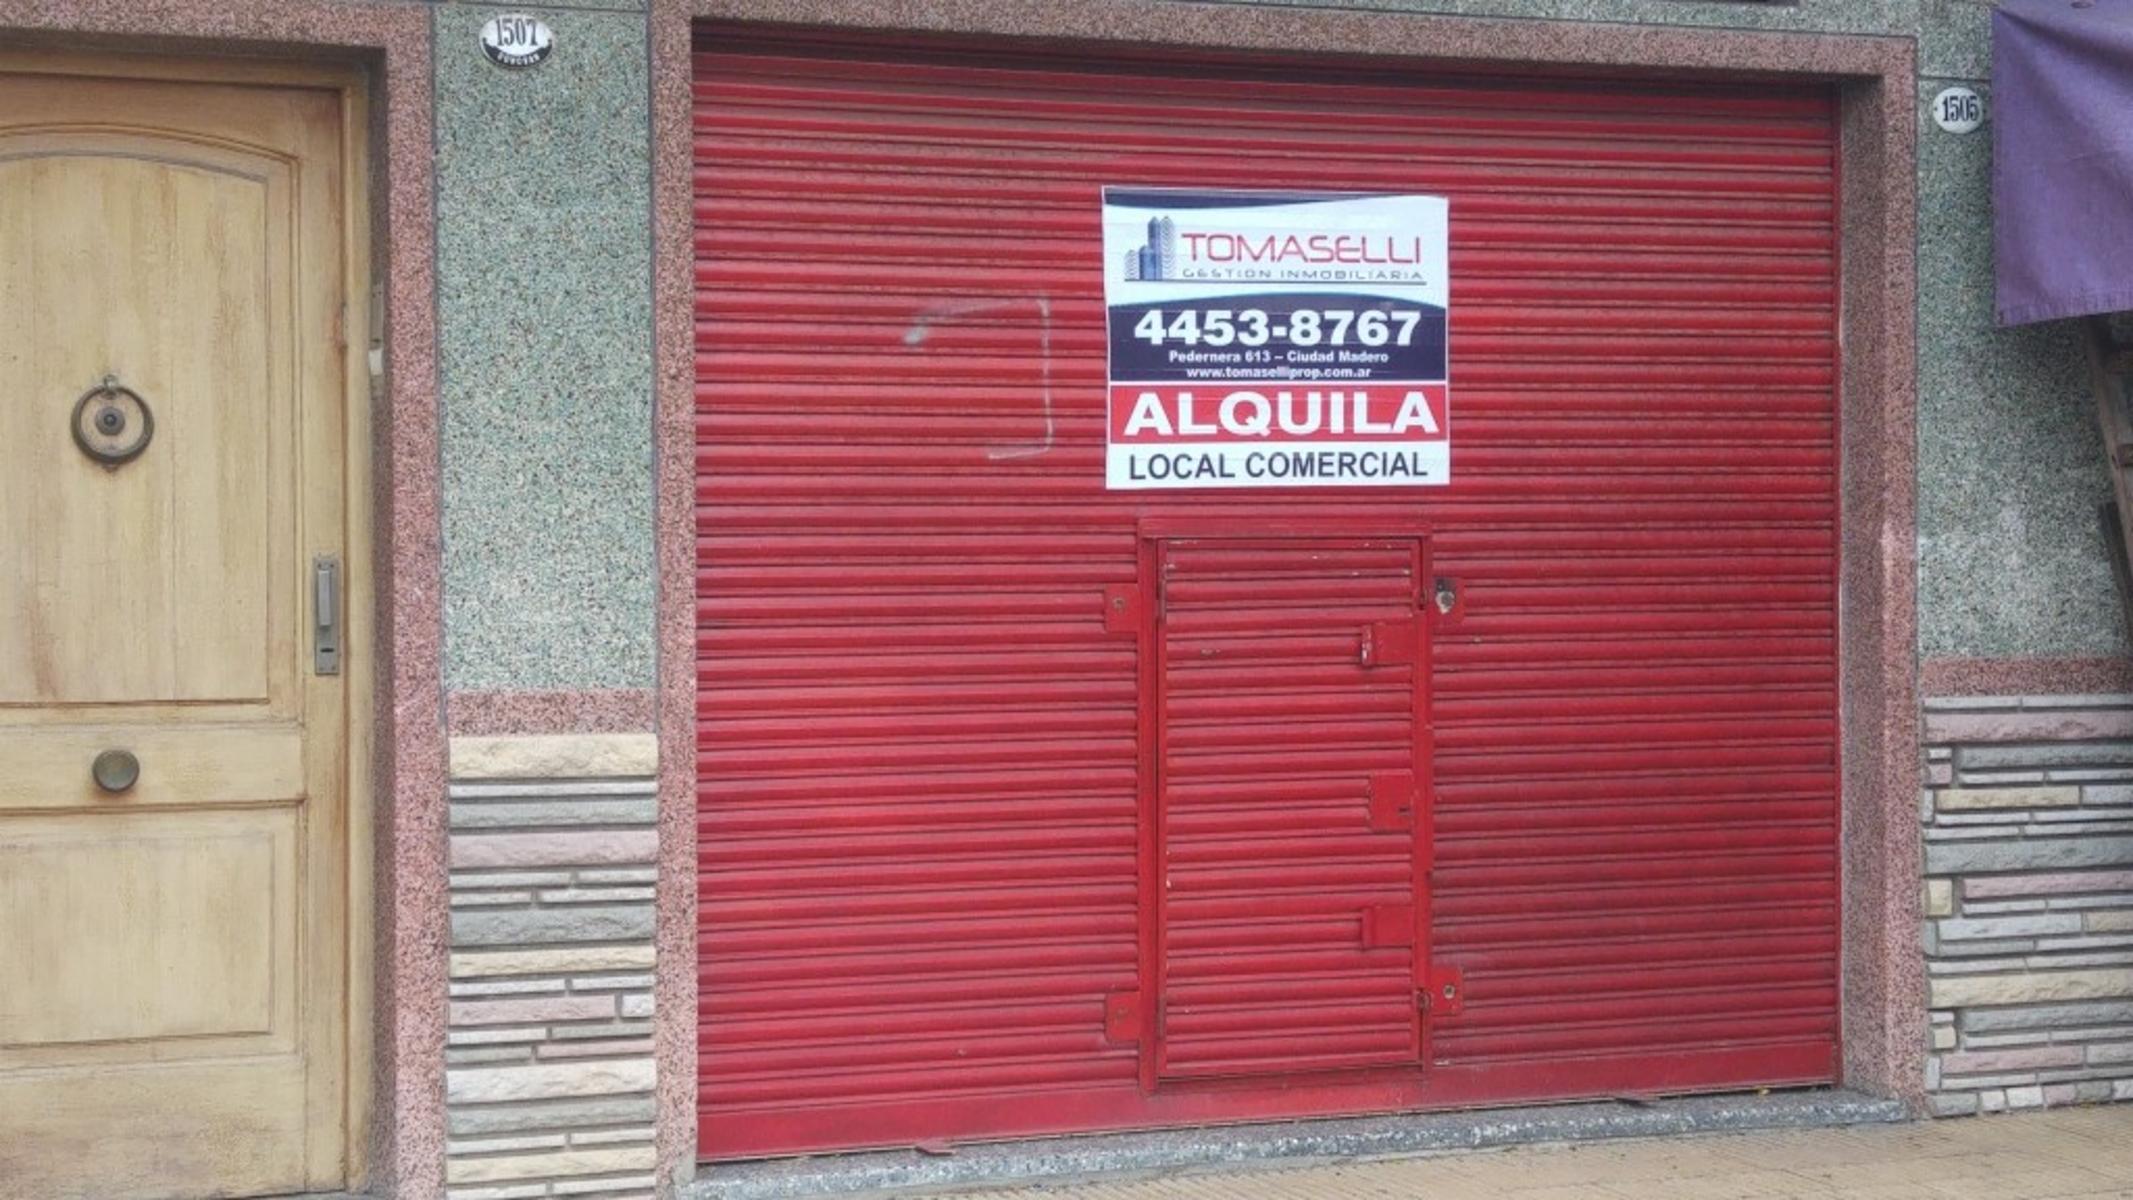 1507
1505
TOMASELLI
GESTION INMOBILIARIA
4453-8767
Pedernera 613 – Ciudad Madero
www.tomaselliprop.com.ar
ALQUILA
LOCAL COMERCIAL